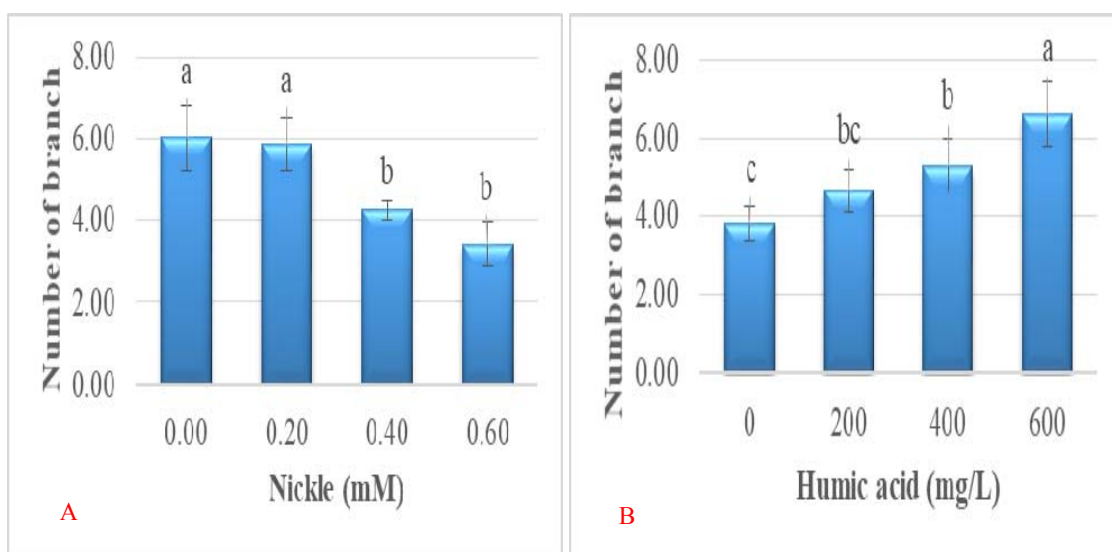 Number of branch
8.00
6.00
4.00
2.00
0.00
a
a
b
b
0.00 0.20 0.40 0.60
Nickle (mM)
A
Number of branch
8.00
6.00
4.00
2.00
0.00
c
bc
b
a
0 200 400 600
Humic acid (mg/L)
B